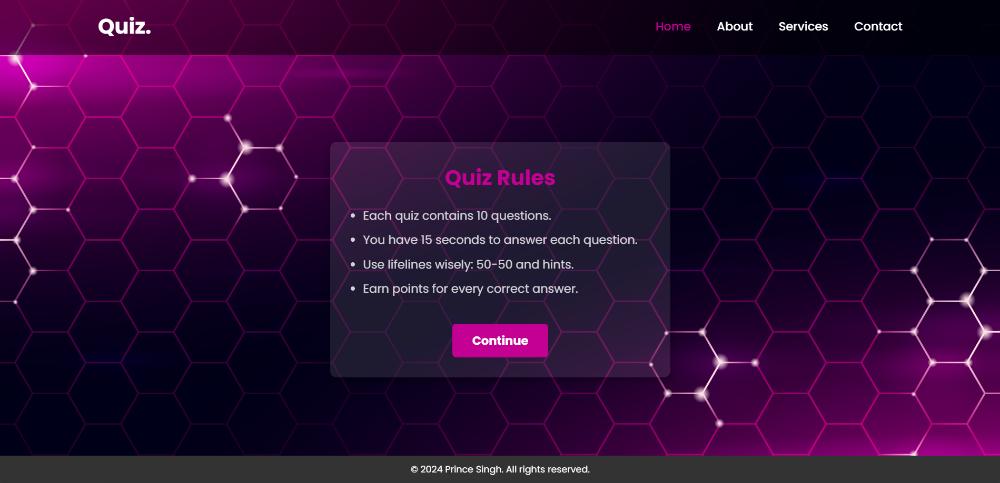 Quiz.
Home About Services Contact
Quiz Rules
• Each quiz contains 10 questions.
• You have 15 seconds to answer each question.
• Use lifelines wisely: 50-50 and hints.
• Earn points for every correct answer.
Continue
© 2024 Prince Singh. All rights reserved.